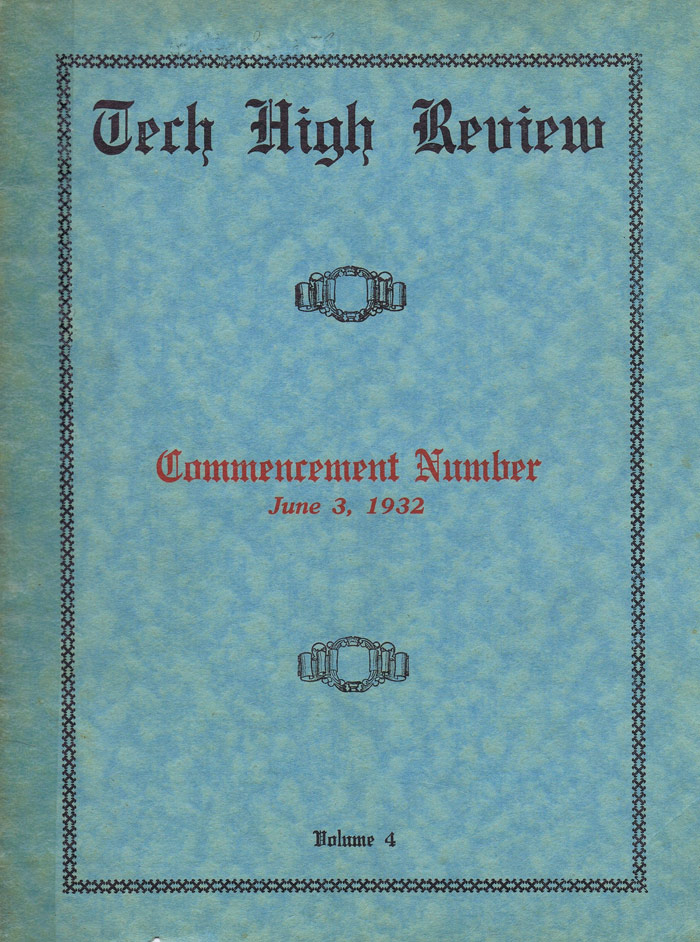 Tech High Review
Commencement Number
June 3, 1932
Volume 4